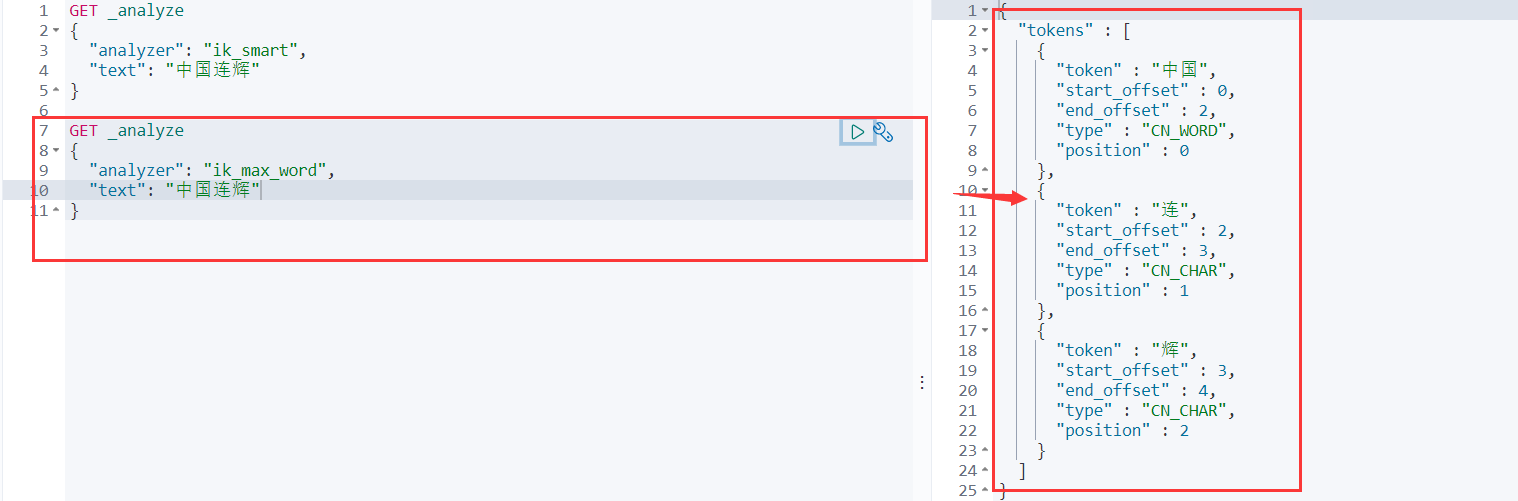 1 GET _analyze
2 {
3 "analyzer": "ik_smart",
4 "text": "中国连辉"
5 }
6
7 GET _analyze
8 {
9 "analyzer": "ik_max_word",
10 "text": "中国连辉"
11 }
1 {
2 "tokens" : [
3 {
4 "token" : "中国",
5 "start_offset" : 0,
6 "end_offset" : 2,
7 "type" : "CN_WORD",
8 "position" : 0
9 },
10 {
11 "token" : "连",
12 "start_offset" : 2,
13 "end_offset" : 3,
14 "type" : "CN_CHAR",
15 "position" : 1
16 },
17 {
18 "token" : "辉",
19 "start_offset" : 3,
20 "end_offset" : 4,
21 "type" : "CN_CHAR",
22 "position" : 2
23 }
24 ]
25 }